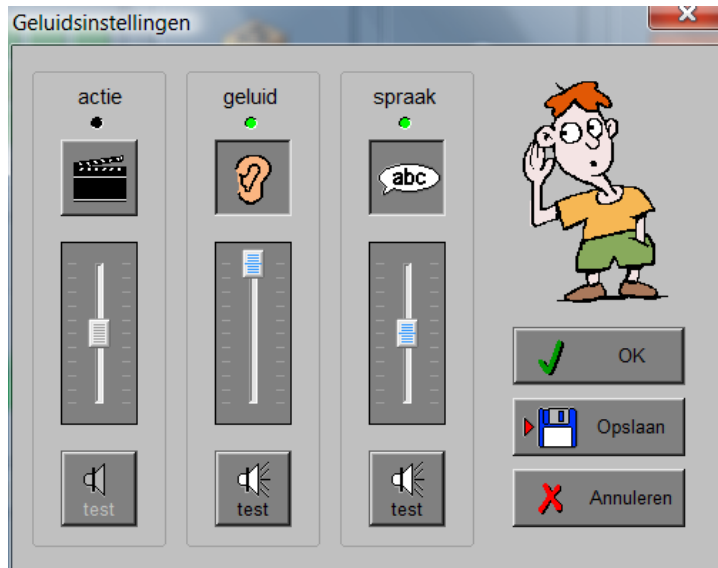 Geluidsinstellingen
actie
geluid
spraak
abc
test
test
test
OK
Opslaan
Annuleren